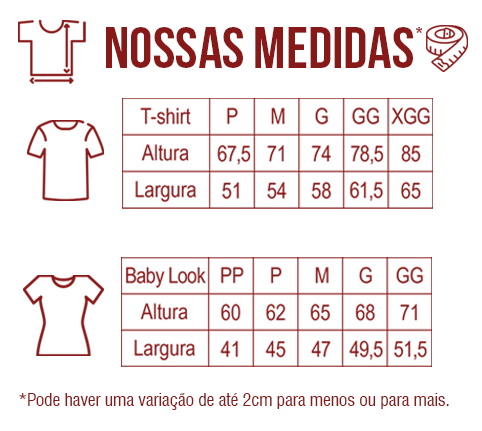 NOSSAS MEDIDAS*
T-shirt P M G GG XGG
Altura 67,5 71 74 78,5 85
Largura 51 54 58 61,5 65
Baby Look PP P M G GG
Altura 60 62 65 68 71
Largura 41 45 47 49,5 51,5
*Pode haver uma variação de até 2cm para menos ou para mais.